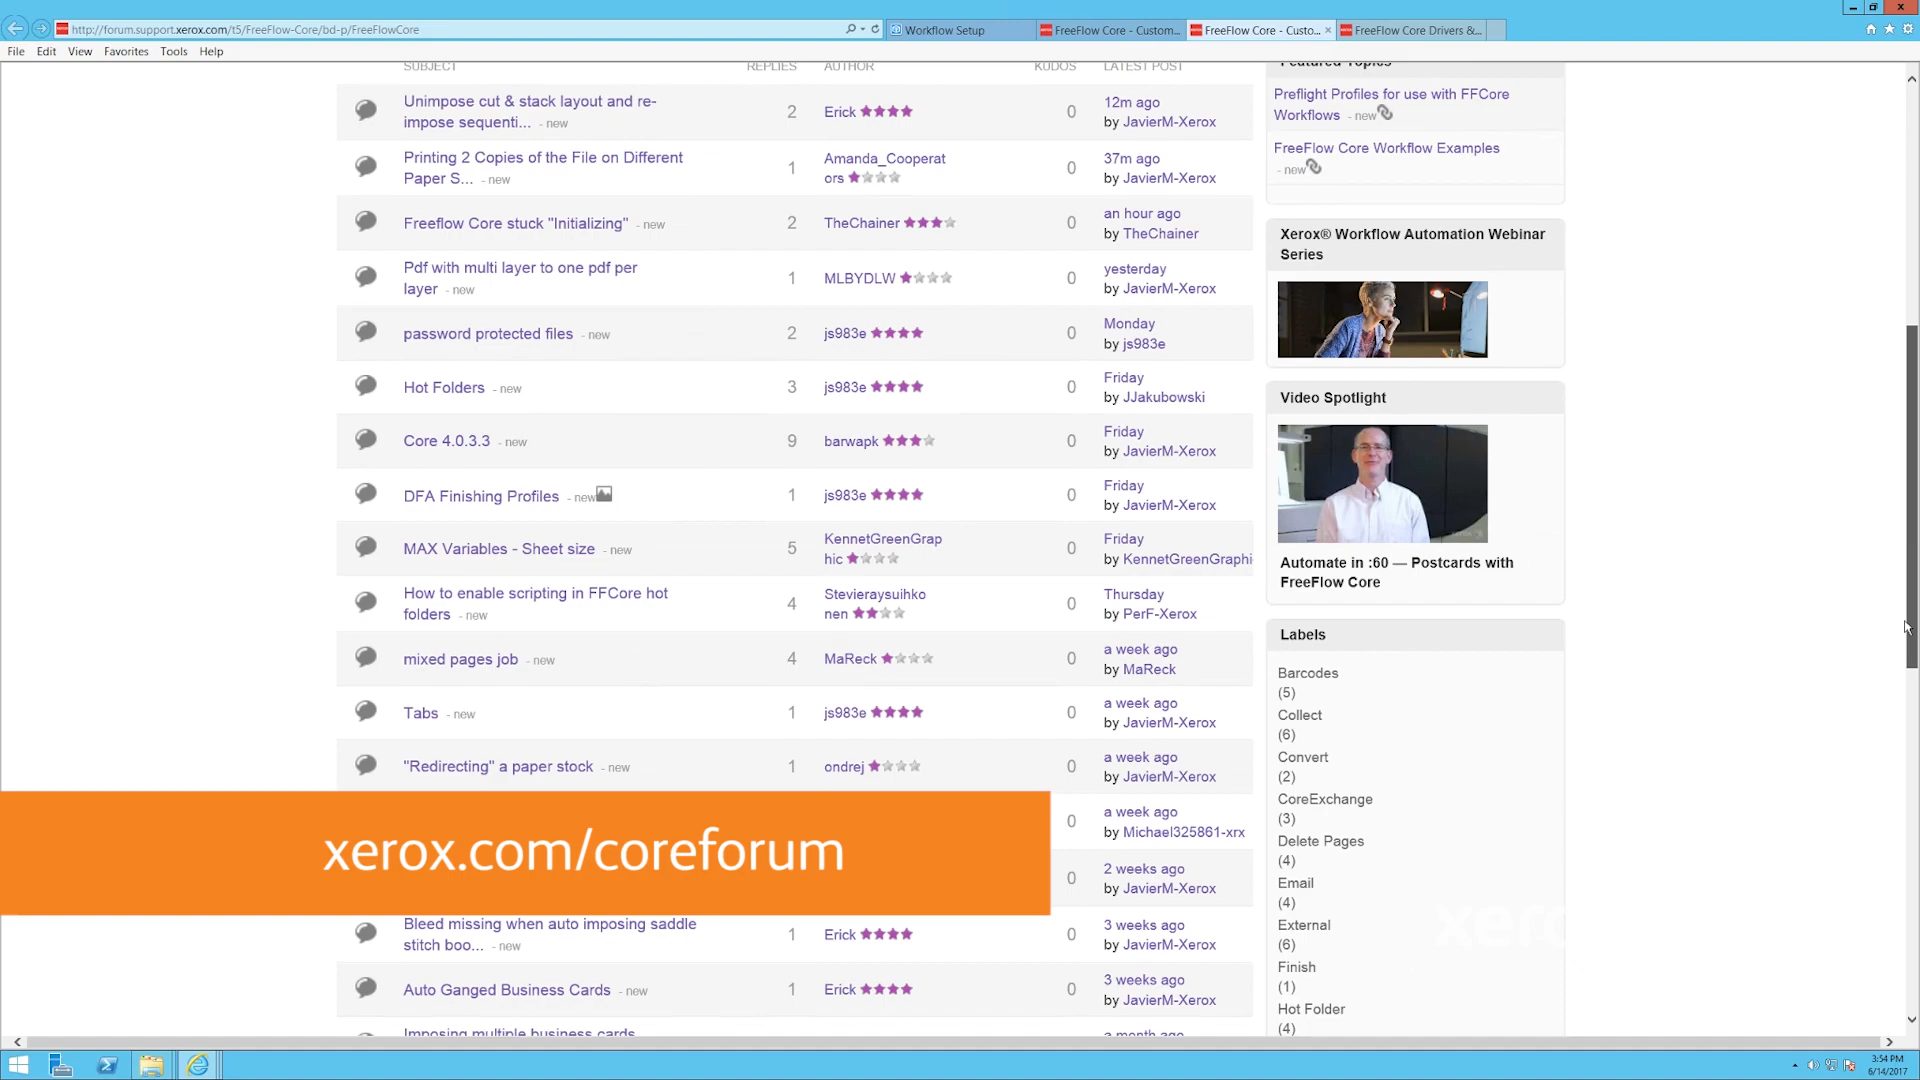 http://forum.support.xerox.com/t5/FreeFlow-Core/bd-p/FreeFlowCore
Workflow Setup
FreeFlow Core - Custom...
FreeFlow Core - Custo...
FreeFlow Core Drivers &...
File Edit View Favorites Tools Help
SUBJECT REPLIES AUTHOR KUDOS LATEST POST
Unimpose cut & stack layout and re-
impose sequenti... - new
2
Erick
0
12m ago
by JavierM-Xerox
Printing 2 Copies of the File on Different
Paper S... - new
1
Amanda_Cooperat
ors
0
37m ago
by JavierM-Xerox
Freeflow Core stuck "Initializing" - new
2
TheChainer
0
an hour ago
by TheChainer
Pdf with multi layer to one pdf per
layer - new
1
MLBYDLW
0
yesterday
by JavierM-Xerox
password protected files - new
2
js983e
0
Monday
by js983e
Hot Folders - new
3
js983e
0
Friday
by JJakubowski
Core 4.0.3.3 - new
9
barwapk
0
Friday
by JavierM-Xerox
DFA Finishing Profiles - new
1
js983e
0
Friday
by JavierM-Xerox
MAX Variables - Sheet size - new
5
KennetGreenGrap
hic
0
Friday
by KennetGreenGraphi
How to enable scripting in FFCore hot
folders - new
4
Stevieraysuihko
nen
0
Thursday
by PerF-Xerox
mixed pages job - new
4
MaReck
0
a week ago
by MaReck
Tabs - new
1
js983e
0
a week ago
by JavierM-Xerox
"Redirecting" a paper stock - new
1
ondrej
0
a week ago
by JavierM-Xerox
0
a week ago
by Michael325861-xrx
0
2 weeks ago
by JavierM-Xerox
xerox.com/coreforum
Bleed missing when auto imposing saddle
stitch boo... - new
1
Erick
0
3 weeks ago
by JavierM-Xerox
Auto Ganged Business Cards - new
1
Erick
0
3 weeks ago
by JavierM-Xerox
Imposing multiple business cards
a month ago
Featured Topics
Preflight Profiles for use with FFCore
Workflows - new
FreeFlow Core Workflow Examples
- new
Xerox® Workflow Automation Webinar
Series
Video Spotlight
Automate in :60 — Postcards with
FreeFlow Core
Labels
Barcodes
(5)
Collect
(6)
Convert
(2)
CoreExchange
(3)
Delete Pages
(4)
Email
(4)
External
(6)
Finish
(1)
Hot Folder
(4)
xero
3:54 PM
6/14/2017